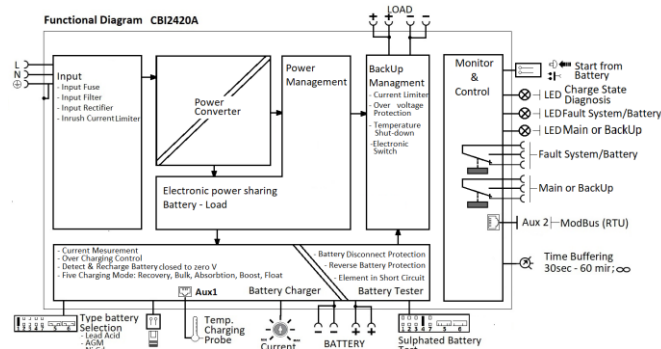 Functional Diagram CBI2420A
LOAD
+ + - -
L
N
Input
- Input Fuse
- Input Filter
- Input Rectifier
- Inrush CurrentLimiter
Power
Converter
Power
Management
BackUp
Managment
- Current Limiter
- Over voltage
Protection
- Temperature
Shut-down
-Electronic
Switch
Monitor
&
Control
Start from
Battery
LED Charge State
Diagnosis
LED Fault System/Battery
LED Main or BackUp
Fault System/Battery
Main or BackUp
Aux 2 ModBus (RTU)
Time Buffering
30sec - 60 mir; ∞
Electronic power sharing
Battery - Load
- Current Mesurement
- Over Charging Control
- Detect & Recharge Battery closed to zero V
- Five Charging Mode: Recovery, Bulk, Absorbtion, Boost, Float
Aux1
Battery Charger
- Battery Disconnect Protection
- Reverse Battery Protection
- Element in Short Circuit
Battery Tester
Type battery
Selection
- Lead Acid
- AGM
Temp.
Charging
Probe
Current
- - + +
BATTERY
Sulphated Battery